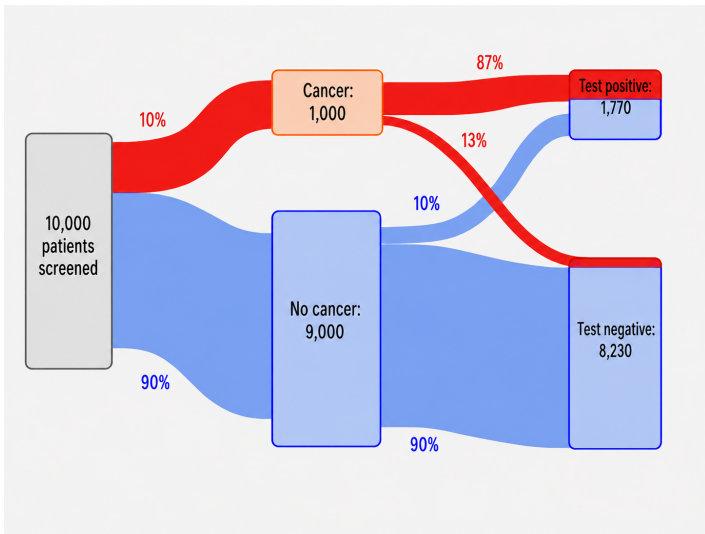 10,000
patients
screened
10%
90%
Cancer:
1,000
No cancer:
9,000
87%
13%
10%
90%
Test positive:
1,770
Test negative:
8,230